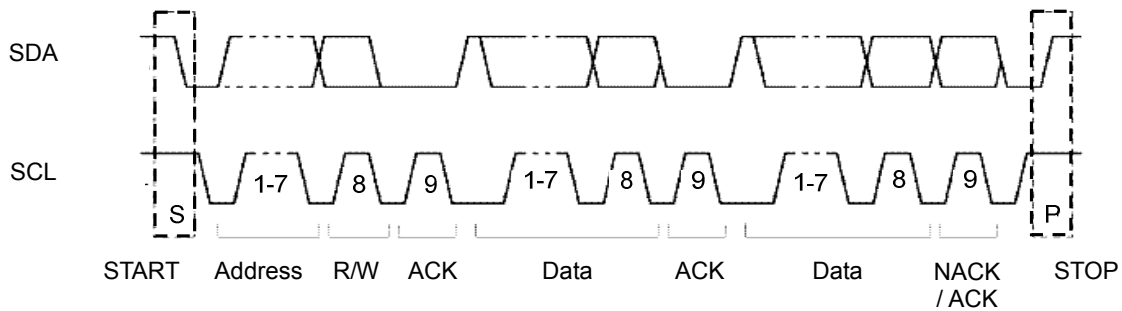 SDA
SCL
1-7 8 9 1-7 8 9 1-7 8 9
S P
START Address R/W ACK Data ACK Data NACK / ACK STOP